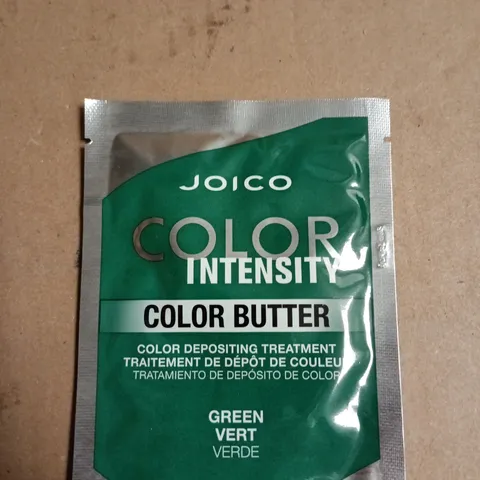 JOICO
COLOR
INTENSITY
COLOR BUTTER
COLOR DEPOSITING TREATMENT
TRAITEMENT DE DÉPÔT DE COULEUR
TRATAMIENTO DE DEPÓSITO DE COLOR
GREEN
VERT
VERDE